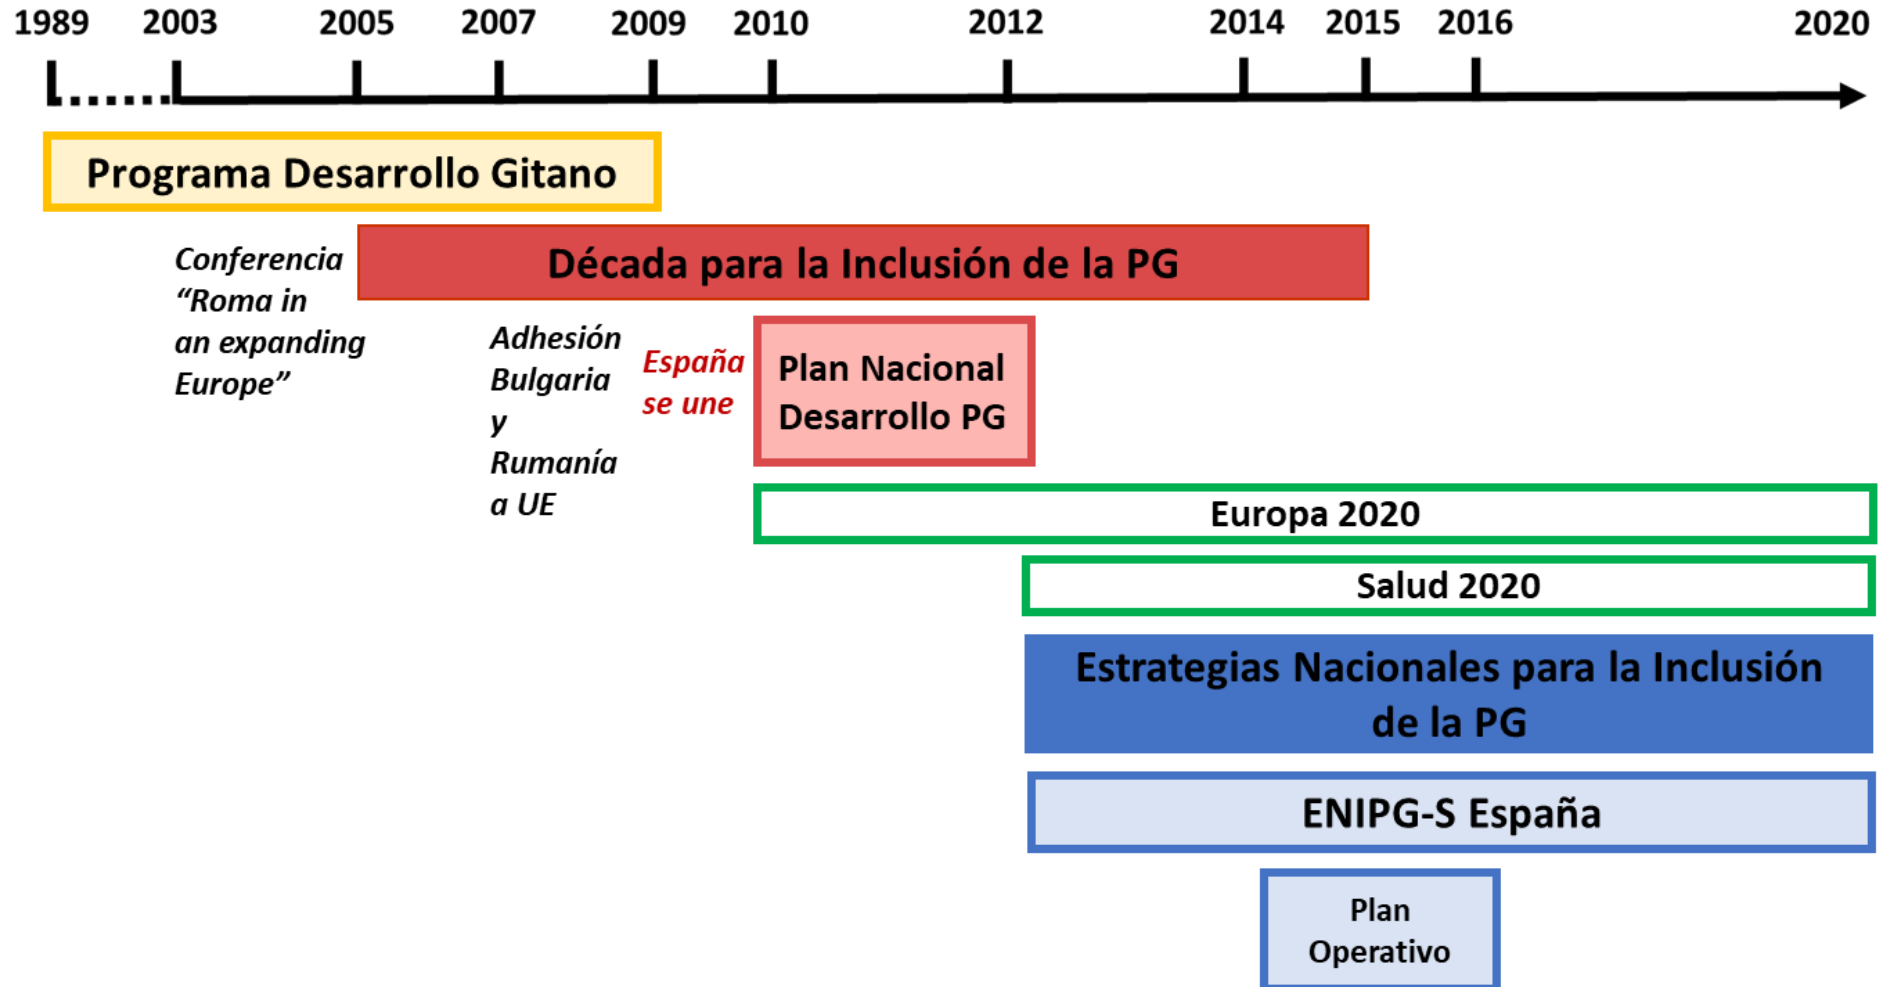 1989 2003 2005 2007 2009 2010 2012 2014 2015 2016 2020
Programa Desarrollo Gitano
Década para la Inclusión de la PG
Conferencia
“Roma in
an expanding
Europe”
Adhesión
Bulgaria
y
Rumanía
a UE
España
se une
Plan Nacional
Desarrollo PG
Europa 2020
Salud 2020
Estrategias Nacionales para la Inclusión
de la PG
ENIPG-S España
Plan
Operativo